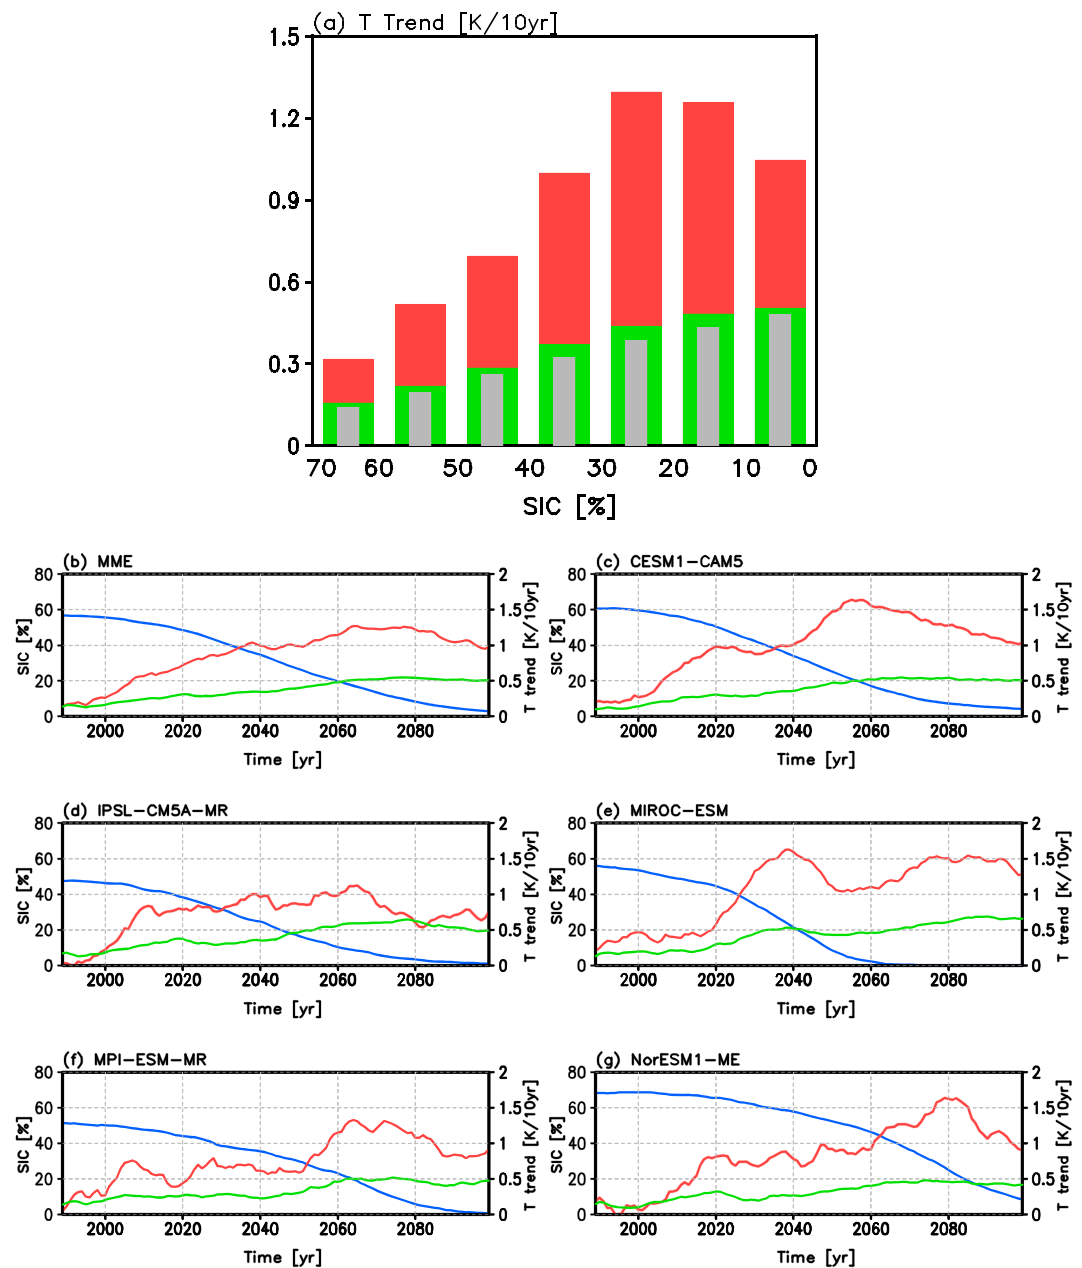 (a) T Trend [K/10yr]
1.5
1.2
0.9
0.6
0.3
0
70 60 50 40 30 20 10 0
SIC [%]
(b) MME
80 60 40 20 0
SIC [%]
2 1.5 1 0.5 0
T trend [K/10yr]
2000 2020 2040 2060 2080
Time [yr]
(c) CESM1-CAM5
80 60 40 20 0
SIC [%]
2 1.5 1 0.5 0
T trend [K/10yr]
2000 2020 2040 2060 2080
Time [yr]
(d) IPSL-CM5A-MR
80 60 40 20 0
SIC [%]
2 1.5 1 0.5 0
T trend [K/10yr]
2000 2020 2040 2060 2080
Time [yr]
(e) MIROC-ESM
80 60 40 20 0
SIC [%]
2 1.5 1 0.5 0
T trend [K/10yr]
2000 2020 2040 2060 2080
Time [yr]
(f) MPI-ESM-MR
80 60 40 20 0
SIC [%]
2 1.5 1 0.5 0
T trend [K/10yr]
2000 2020 2040 2060 2080
Time [yr]
(g) NorESM1-ME
80 60 40 20 0
SIC [%]
2 1.5 1 0.5 0
T trend [K/10yr]
2000 2020 2040 2060 2080
Time [yr]